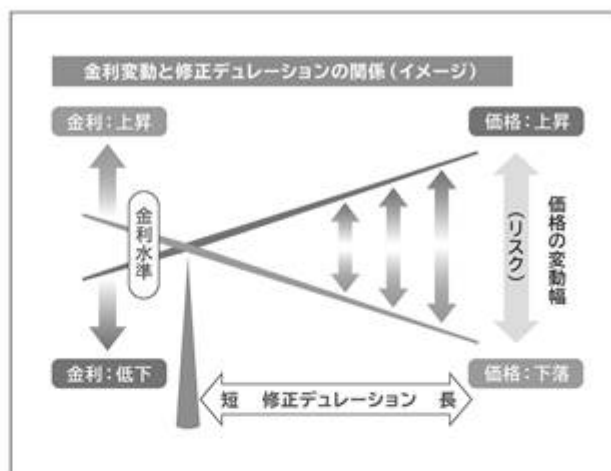 金利変動と修正デュレーションの関係（イメージ）
金利：上昇
価格：上昇
金利水準
価格の変動幅
（リスク）
金利：低下
価格：下落
短 修正デュレーション 長